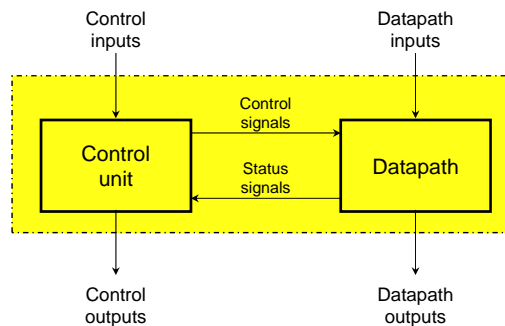 Control
inputs
Datapath
inputs
Control
signals
Control
unit
Datapath
Status
signals
Control
outputs
Datapath
outputs